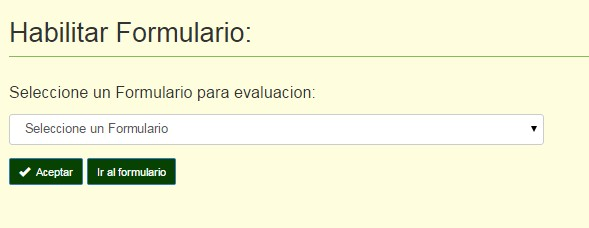 Habilitar Formulario:
Seleccione un Formulario para evaluacion:
Seleccione un Formulario
Aceptar Ir al formulario